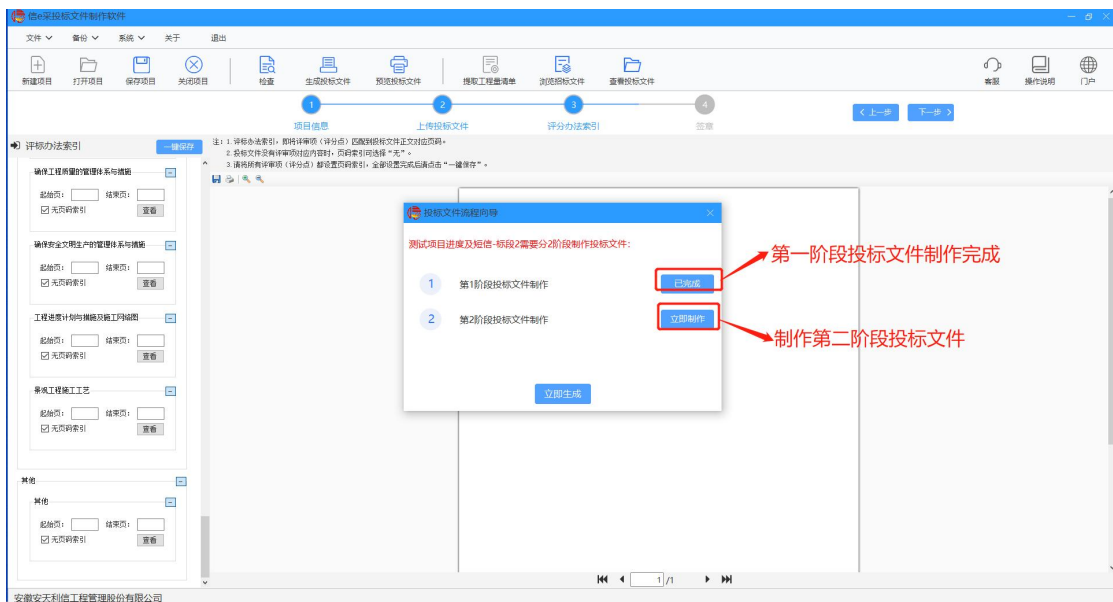 信e采投标文件制作软件
文件 备份 系统 关于 退出
新建项目 打开项目 保存项目 关闭项目 检查 生成投标文件 预览投标文件 提取工程量清单 浏览招标文件 查看投标文件 客服 操作说明 门户
1 2 3 4
项目信息 上传投标文件 评分办法索引 签章
上一步 下一步
评标办法索引 一键保存
注: 1. 评标办法索引，即将评审项（评分点）匹配到投标文件正文对应页码。
2. 投标文件没有评审项对应内容时，页码索引可选择“无”。
3. 请将所有评审项（评分点）都设置页码索引，全部设置完成后请点击“一键保存”。
确保工程质量的管理体系与措施
起始页: 结束页:
无页码索引 查看
确保安全文明生产的管理体系与措施
起始页: 结束页:
无页码索引 查看
工程进度计划与措施及施工网络图
起始页: 结束页:
无页码索引 查看
景观工程施工工艺
起始页: 结束页:
无页码索引 查看
其他
其他
起始页: 结束页:
无页码索引 查看
投标文件流程向导
测试项目进度及短信-标段2需要分2阶段制作投标文件:
1 第1阶段投标文件制作 已完成
2 第2阶段投标文件制作 立即制作
立即生成
第一阶段投标文件制作完成
制作第二阶段投标文件
1 /1
安徽安天利信工程管理股份有限公司